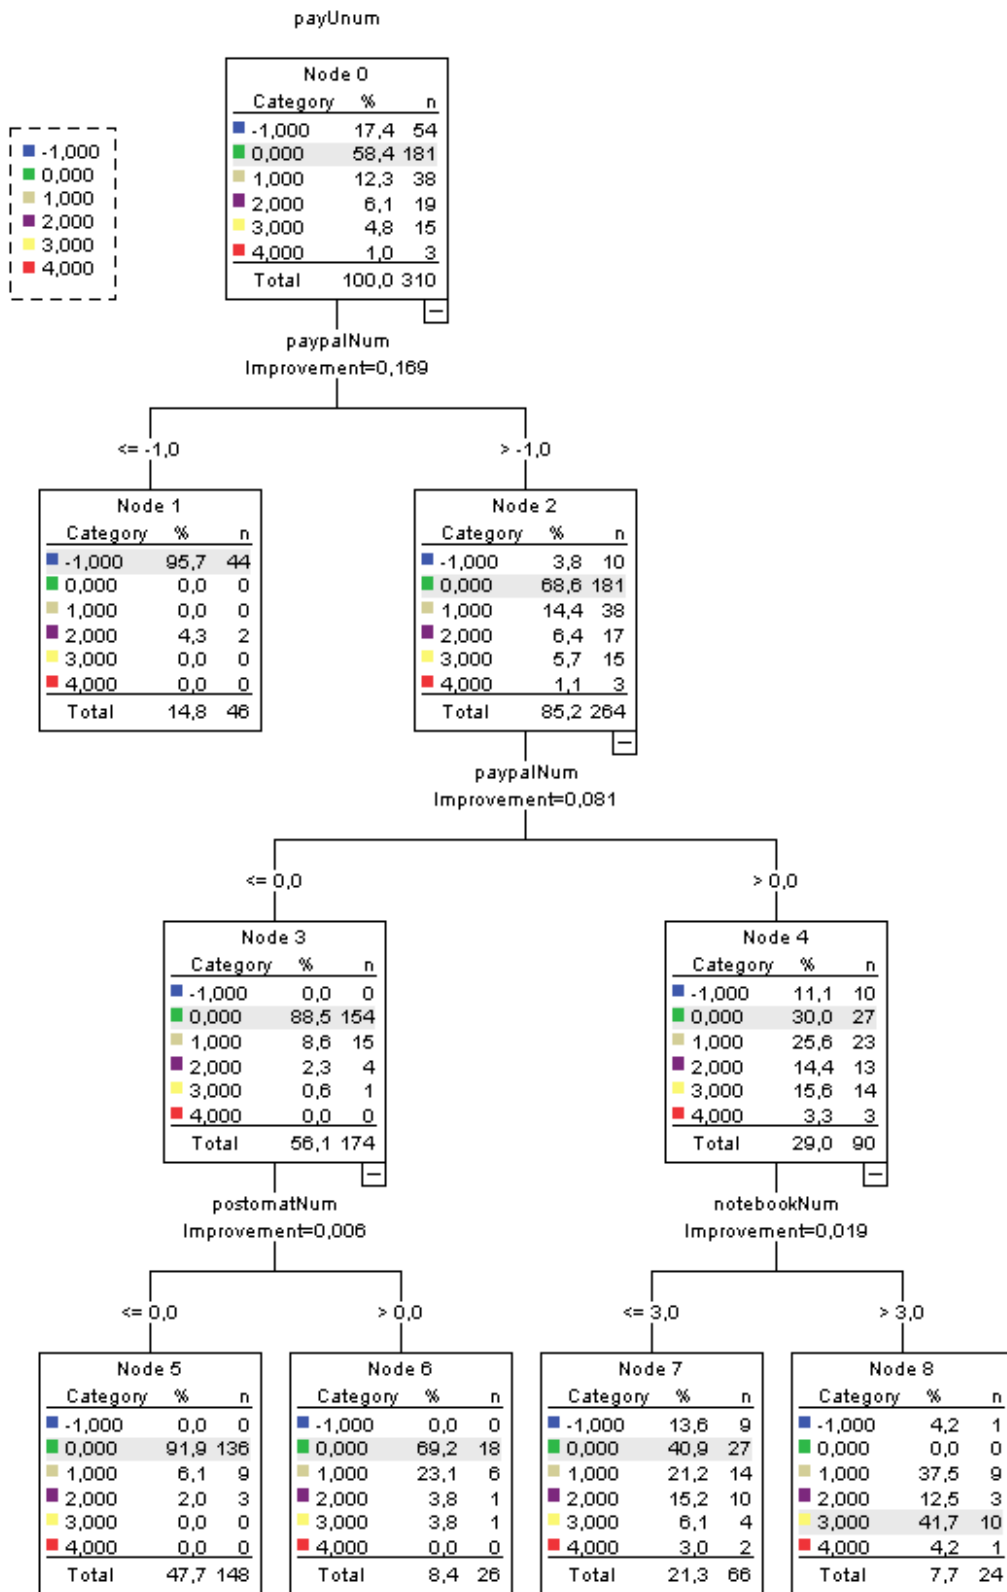 payUnum
-1,000
0,000
1,000
2,000
3,000
4,000
Node 0
Category % n
-1,000 17,4 54
0,000 58,4 181
1,000 12,3 38
2,000 6,1 19
3,000 4,8 15
4,000 1,0 3
Total 100,0 310
paypalNum
Improvement=0,169
<= -1,0
> -1,0
Node 1
Category % n
-1,000 95,7 44
0,000 0,0 0
1,000 0,0 0
2,000 4,3 2
3,000 0,0 0
4,000 0,0 0
Total 14,8 46
Node 2
Category % n
-1,000 3,8 10
0,000 68,6 181
1,000 14,4 38
2,000 6,4 17
3,000 5,7 15
4,000 1,1 3
Total 85,2 264
paypalNum
Improvement=0,081
<= 0,0
> 0,0
Node 3
Category % n
-1,000 0,0 0
0,000 88,5 154
1,000 8,6 15
2,000 2,3 4
3,000 0,6 1
4,000 0,0 0
Total 56,1 174
Node 4
Category % n
-1,000 11,1 10
0,000 30,0 27
1,000 25,6 23
2,000 14,4 13
3,000 15,6 14
4,000 3,3 3
Total 29,0 90
postomatNum
Improvement=0,006
notebookNum
Improvement=0,019
<= 0,0
> 0,0
<= 3,0
> 3,0
Node 5
Category % n
-1,000 0,0 0
0,000 91,9 136
1,000 6,1 9
2,000 2,0 3
3,000 0,0 0
4,000 0,0 0
Total 47,7 148
Node 6
Category % n
-1,000 0,0 0
0,000 69,2 18
1,000 23,1 6
2,000 3,8 1
3,000 3,8 1
4,000 0,0 0
Total 8,4 26
Node 7
Category % n
-1,000 13,6 9
0,000 40,9 27
1,000 21,2 14
2,000 15,2 10
3,000 6,1 4
4,000 3,0 2
Total 21,3 66
Node 8
Category % n
-1,000 4,2 1
0,000 0,0 0
1,000 37,5 9
2,000 12,5 3
3,000 41,7 10
4,000 4,2 1
Total 7,7 24